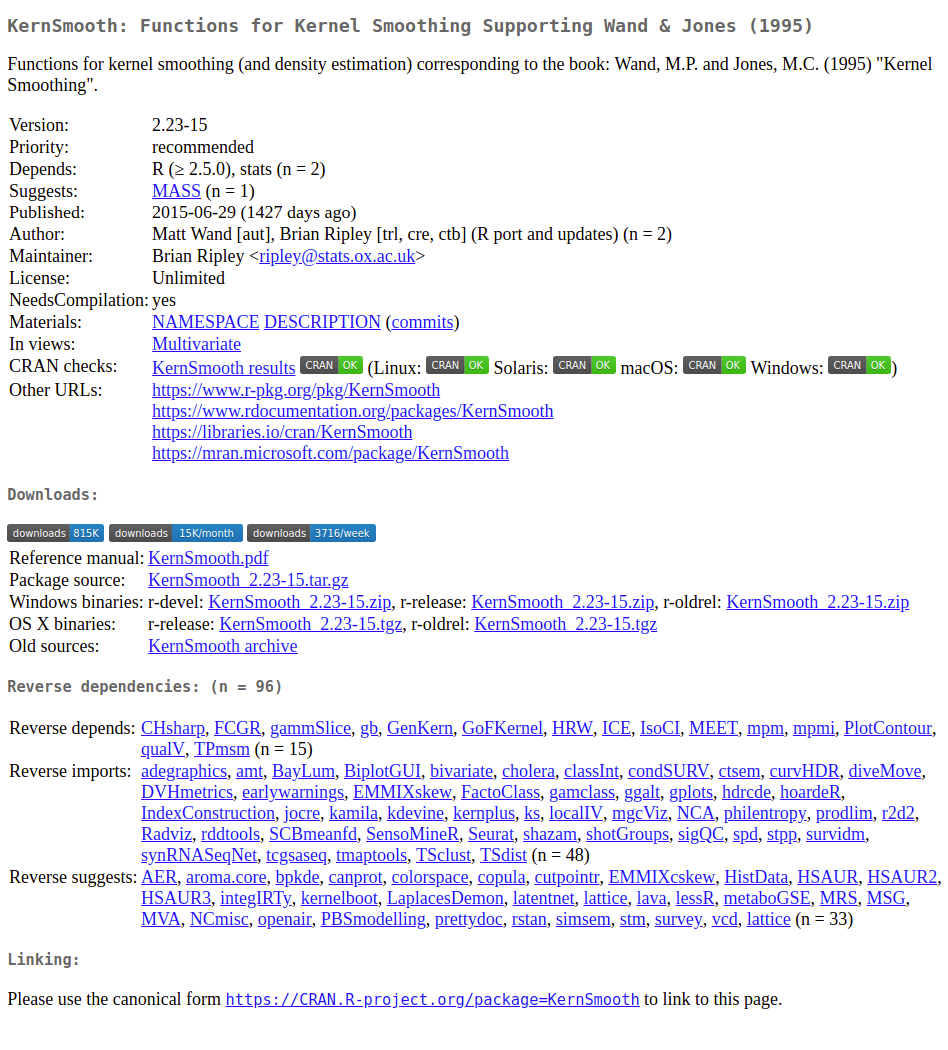 KernSmooth: Functions for Kernel Smoothing Supporting Wand & Jones (1995)
Functions for kernel smoothing (and density estimation) corresponding to the book: Wand, M.P. and Jones, M.C. (1995) "Kernel
Smoothing".
Version: 2.23-15
Priority: recommended
Depends: R (≥ 2.5.0), stats (n = 2)
Suggests: MASS (n = 1)
Published: 2015-06-29 (1427 days ago)
Author: Matt Wand [aut], Brian Ripley [trl, cre, ctb] (R port and updates) (n = 2)
Maintainer: Brian Ripley <ripley@stats.ox.ac.uk>
License: Unlimited
NeedsCompilation: yes
Materials: NAMESPACE DESCRIPTION (commits)
In views: Multivariate
CRAN checks: KernSmooth results CRAN OK (Linux: CRAN OK Solaris: CRAN OK macOS: CRAN OK Windows: CRAN OK)
Other URLs: https://www.r-pkg.org/pkg/KernSmooth
https://www.rdocumentation.org/packages/KernSmooth
https://libraries.io/cran/KernSmooth
https://mran.microsoft.com/package/KernSmooth
Downloads:
downloads 815K downloads 15K/month downloads 3716/week
Reference manual: KernSmooth.pdf
Package source: KernSmooth_2.23-15.tar.gz
Windows binaries: r-devel: KernSmooth_2.23-15.zip, r-release: KernSmooth_2.23-15.zip, r-oldrel: KernSmooth_2.23-15.zip
OS X binaries: r-release: KernSmooth_2.23-15.tgz, r-oldrel: KernSmooth_2.23-15.tgz
Old sources: KernSmooth archive
Reverse dependencies: (n = 96)
Reverse depends: CHsharp, FCGR, gammSlice, gb, GenKern, GoFKernel, HRW, ICE, IsoCI, MEET, mpm, mpmi, PlotContour,
qualV, TPmsm (n = 15)
Reverse imports: adegraphics, amt, BayLum, BiplotGUI, bivariate, cholera, classInt, condSURV, ctsem, curvHDR, diveMove,
DVHmetrics, earlywarnings, EMMIXskew, FactoClass, gamclass, ggalt, gplots, hdrcde, hoardeR,
IndexConstruction, jocre, kamila, kdevine, kernplus, ks, localIV, mgcViz, NCA, philentropy, prodlim, r2d2,
Radviz, rddtools, SCBmeanfd, SensoMineR, Seurat, shazam, shotGroups, sigQC, spd, stpp, survidm,
synRNASeqNet, tcgsaseq, tmaptools, TSclust, TSdist (n = 48)
Reverse suggests: AER, aroma.core, bpkde, canprot, colorspace, copula, cutpointr, EMMIXcskew, HistData, HSAUR, HSAUR2,
HSAUR3, integIRTy, kernelboot, LaplacesDemon, latentnet, lattice, lava, lessR, metaboGSE, MRS, MSG,
MVA, NCmisc, openair, PBSmodelling, prettydoc, rstan, simsem, stm, survey, vcd, lattice (n = 33)
Linking:
Please use the canonical form https://CRAN.R-project.org/package=KernSmooth to link to this page.